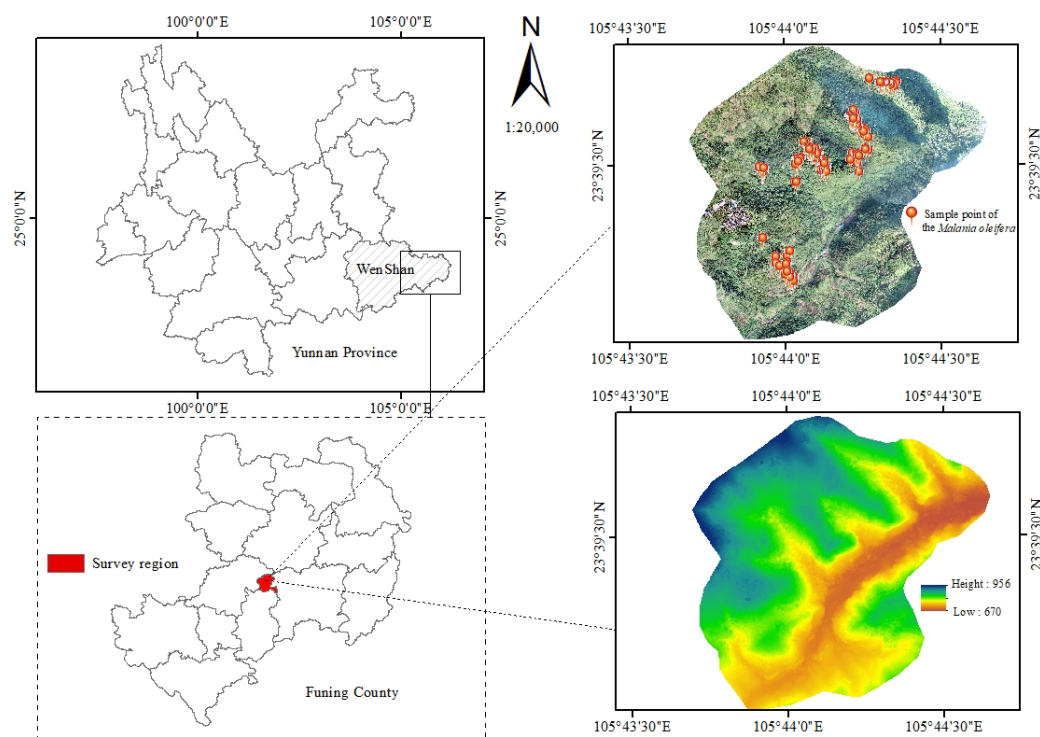 100°0'0"E
105°0'0"E
25°0'0"N
25°0'0"N
WenShan
Yunnan Province
100°0'0"E
105°0'0"E
N
1:20,000
105°43'30"E
105°44'0"E
105°44'30"E
23°39'30"N
23°39'30"N
Sample point of
the Malania oleifera
105°43'30"E
105°44'0"E
105°44'30"E
Survey region
Funing County
105°44'0"E
105°44'30"E
23°39'30"N
23°39'30"N
Height : 956
Low : 670
105°43'30"E
105°44'0"E
105°44'30"E